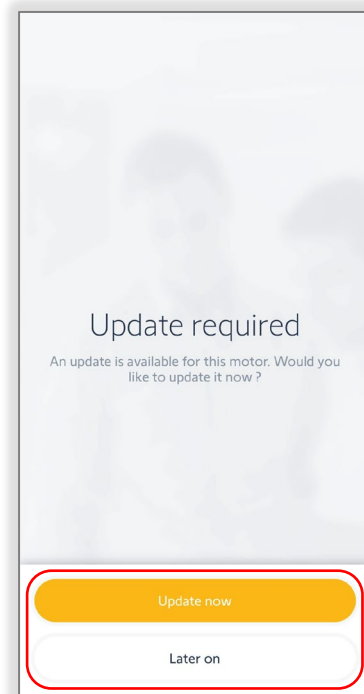 Update required
An update is available for this motor. Would you
like to update it now ?
Update now
Later on